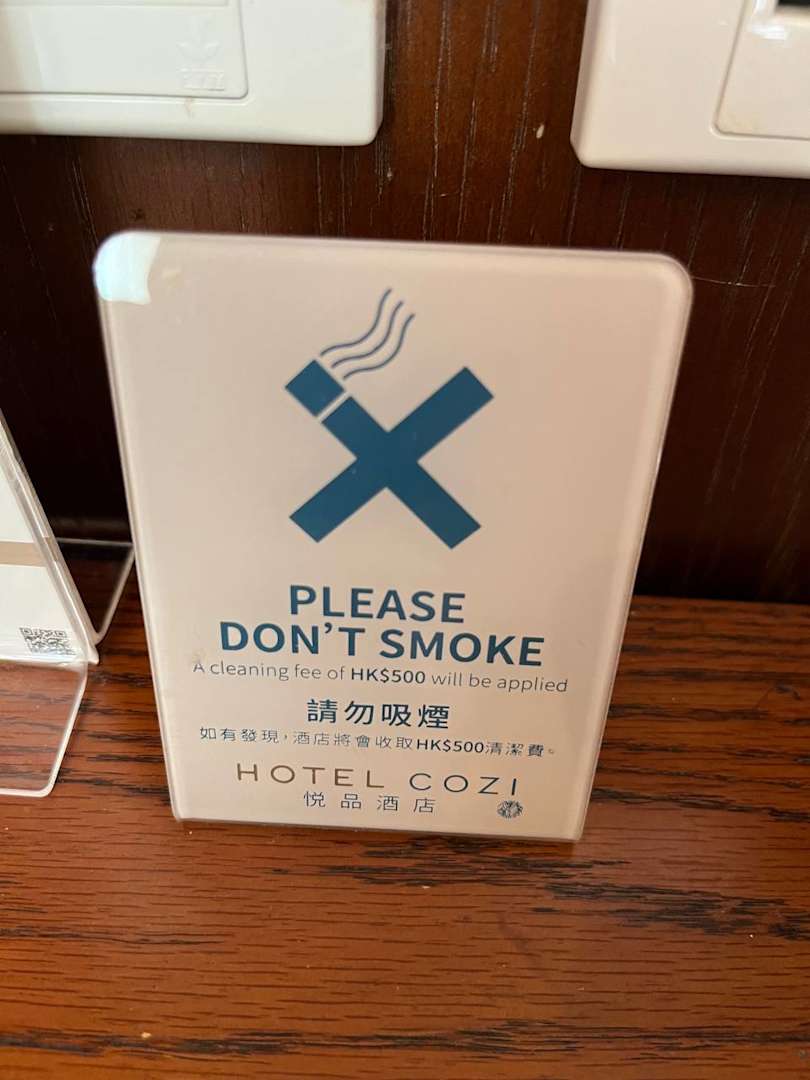 PLEASE
DON'T SMOKE
A cleaning fee of HK$500 will be applied
請勿吸煙
如有發現，酒店將會收取HK$500清潔費。
HOTEL COZI
悦品酒店